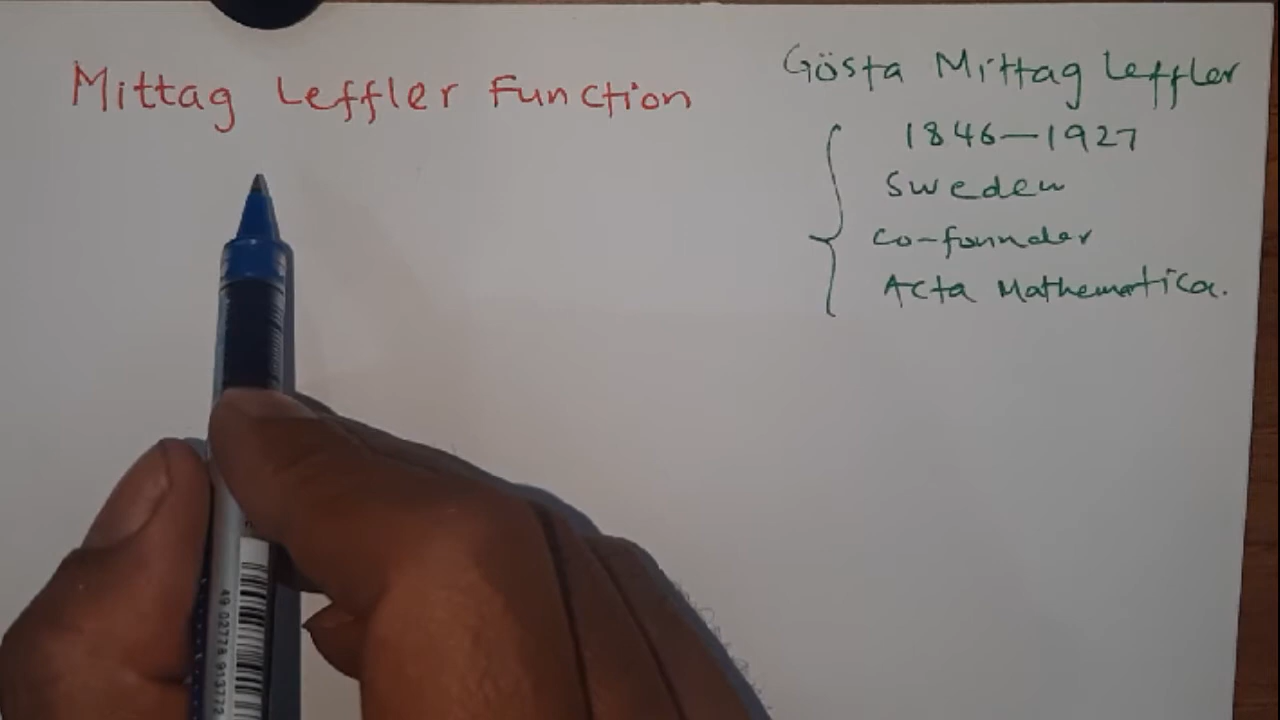 Mittag Leffler Function
Gösta Mittag Leffler
1846—1927
Sweden
Co-founder
Acta Mathematica.